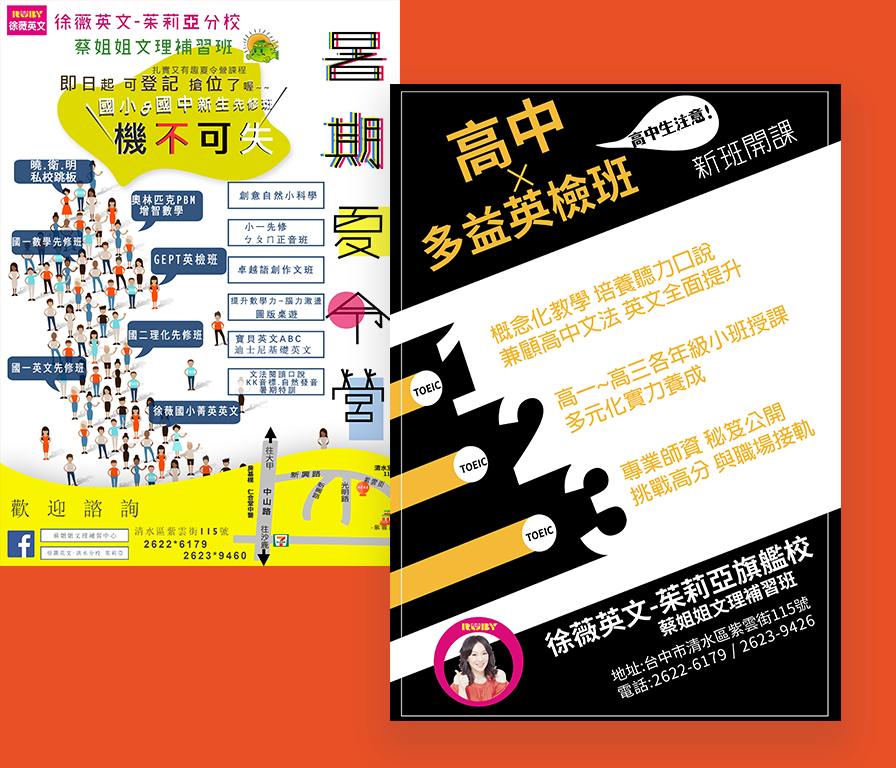 RUBY
徐薇英文
徐薇英文-茱莉亞分校
蔡姐姐文理補習班
扎實又有趣夏令營課程
即日起 可登記 搶位了喔~~
國小&國中新生先修班
機不可失
暑期夏令營
曉.衛.明
私校跳板
奧林匹克PBM
增智數學
國一數學先修班
GEPT英檢班
國二理化先修班
國一英文先修班
徐薇國小菁英英文
創意自然小科學
小一先修
ㄅㄆㄇ正音班
卓越語創作文班
提升數學力~腦力激盪
圖版桌遊
寶貝英文ABC
迪士尼基礎英文
文法閱讀口說
KK音標.自然發音
暑期特訓
歡迎諮詢
蔡姐姐文理補習中心
徐薇英文-清水分校 茱莉亞
清水區紫雲街115號
2622*6179
2623*9460
往大甲
中山路
往沙鹿
仁合堂中醫
新興路
光明路
紫雲街
高中生注意!
高中
×
多益英檢班
新班開課
概念化教學 培養聽力口說
兼顧高中文法 英文全面提升
TOEIC
高一~高三各年級小班授課
多元化實力養成
TOEIC
專業師資 秘笈公開
挑戰高分 與職場接軌
TOEIC
RUBY
徐薇英文-茱莉亞旗艦校
蔡姐姐文理補習班
地址:台中市清水區紫雲街115號
電話:2622-6179 / 2623-9426